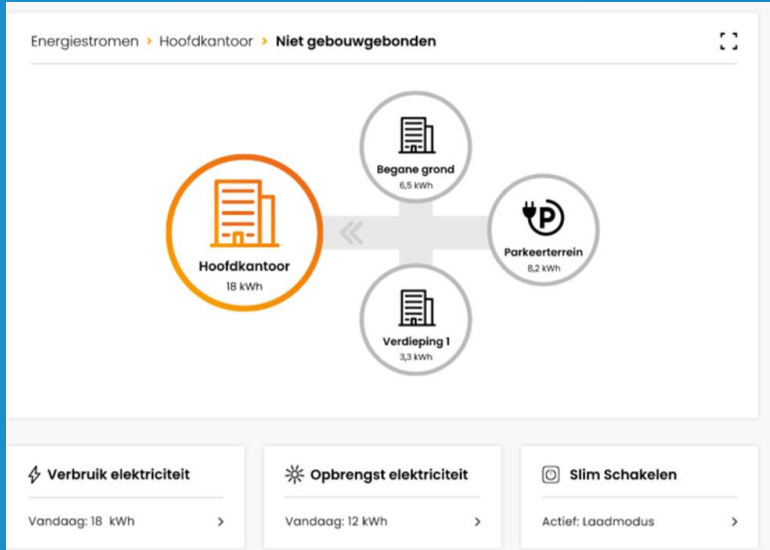 Energiestromen > Hoofdkantoor > Niet gebouwgebonden
Begane grond
6,5 kWh
P
Parkeerterrein
8,2 kWh
Hoofdkantoor
18 kWh
Verdieping 1
3,3 kWh
Verbruik elektriciteit
Vandaag: 18 kWh >
Opbrengst elektriciteit
Vandaag: 12 kWh >
Slim Schakelen
Actief: Laadmodus >